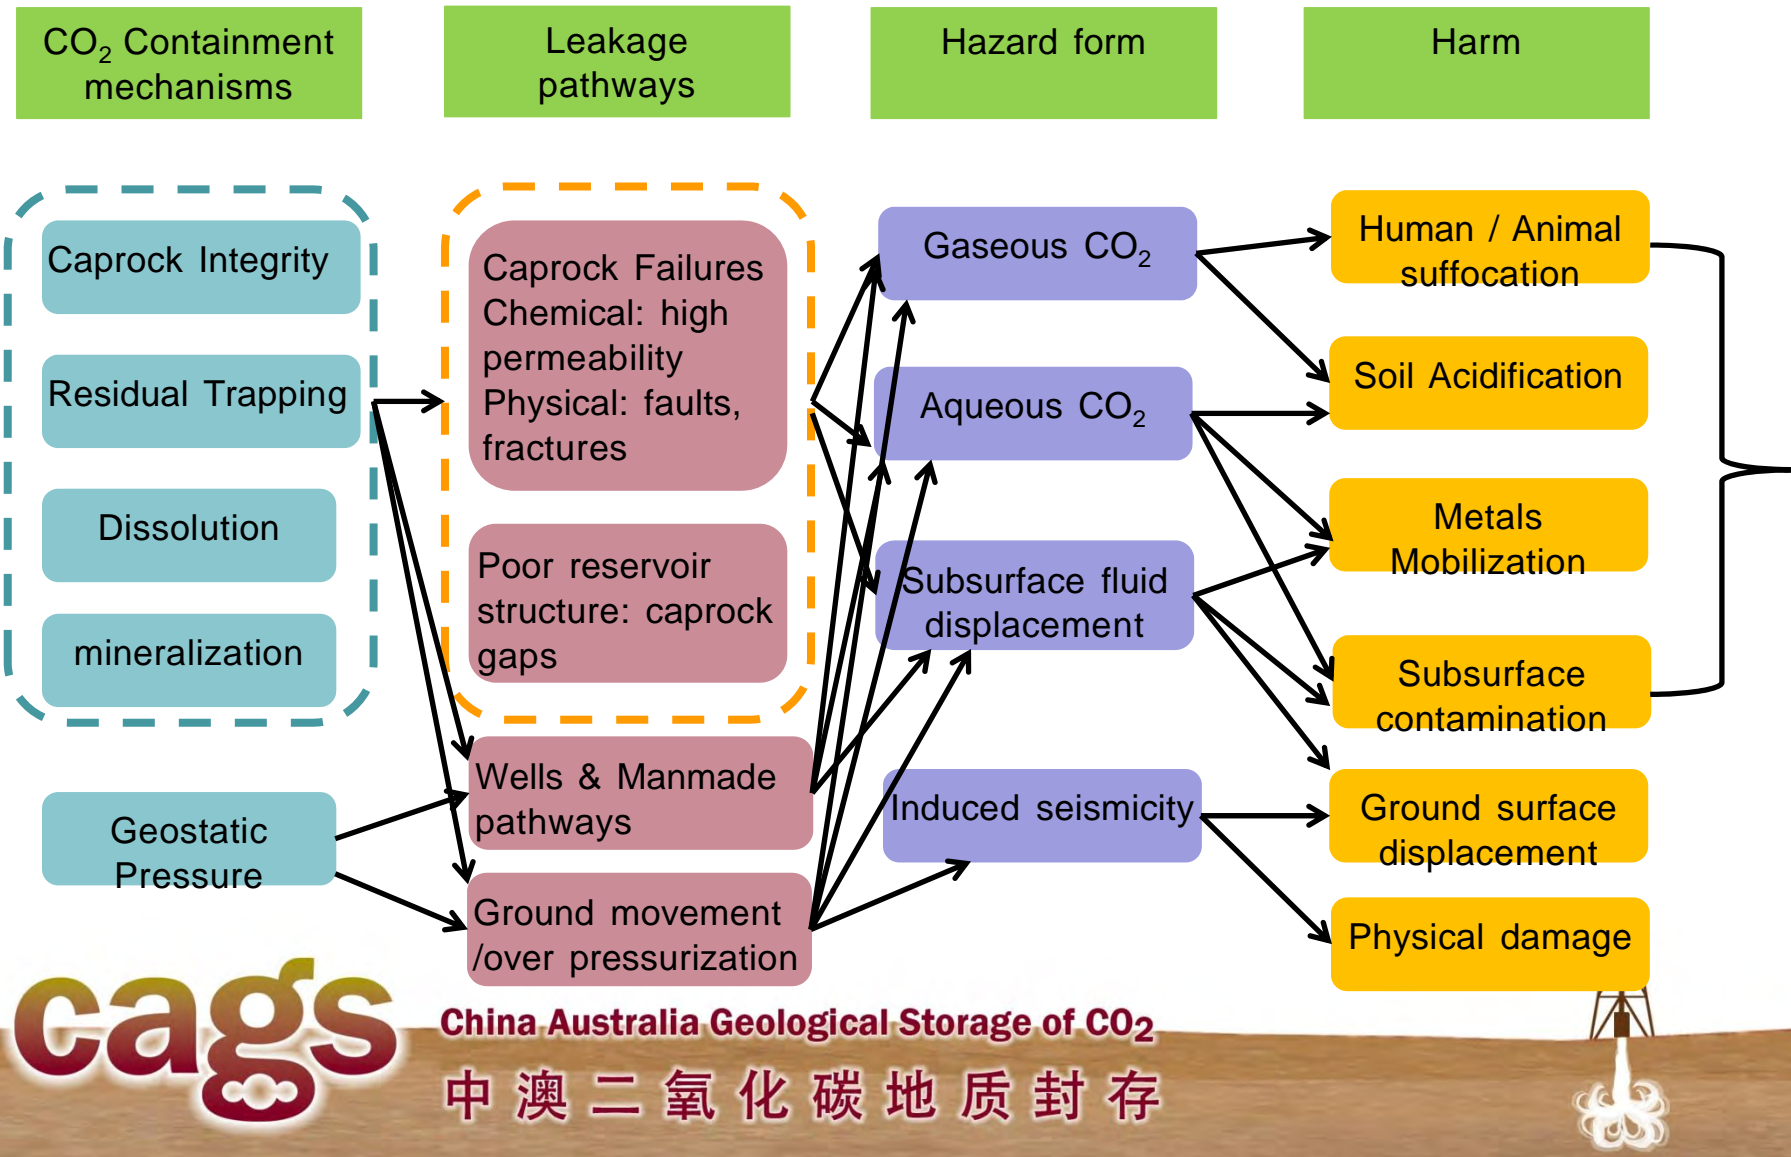 CO₂ Containment
mechanisms
Leakage
pathways
Hazard form
Harm
Caprock Integrity
Residual Trapping
Dissolution
mineralization
Geostatic
Pressure
Caprock Failures
Chemical: high
permeability
Physical: faults,
fractures
Poor reservoir
structure: caprock
gaps
Wells & Manmade
pathways
Ground movement
/over pressurization
Gaseous CO₂
Aqueous CO₂
Subsurface fluid
displacement
Induced seismicity
Human / Animal
suffocation
Soil Acidification
Metals
Mobilization
Subsurface
contamination
Ground surface
displacement
Physical damage
cags
China Australia Geological Storage of CO2
中澳二氧化碳地质封存